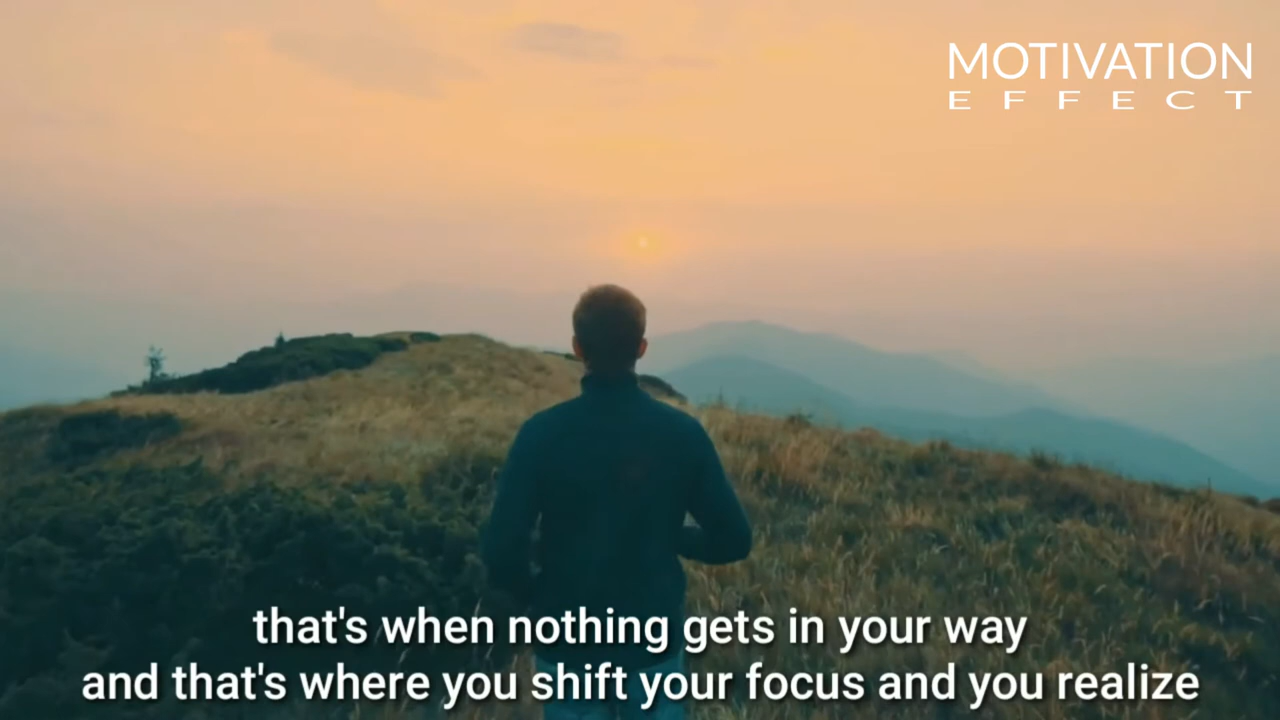 MOTIVATION
EFFECT
that's when nothing gets in your way
and that's where you shift your focus and you realize